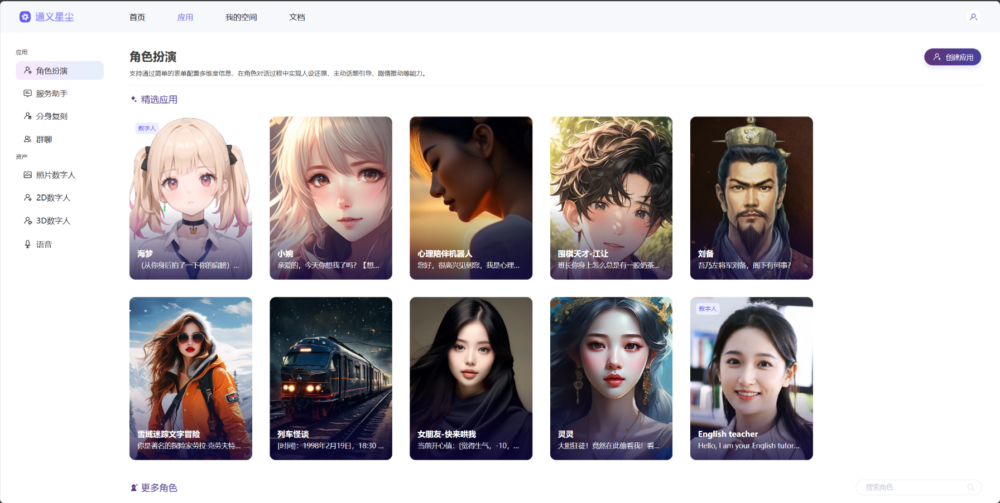 通义星尘
首页
应用
我的空间
文档
应用
角色扮演
服务助手
分身复刻
群聊
资产
照片数字人
2D数字人
3D数字人
语音
角色扮演
支持通过简单的表单配置多维度信息，在角色对话过程中实现人设还原、主动话题引导、剧情推动等能力。
创建应用
精选应用
数字人
海梦
（从你身后拍了一下你的肩膀）...
小婉
亲爱的，今天你想我了吗？【想...
心理陪伴机器人
您好，很高兴见到您，我是心理...
围棋天才-江让
班长你身上怎么总是有一股奶茶...
刘备
吾乃左将军刘备，阁下有何事？
雪域迷踪文字冒险
你是著名的探险家劳拉·克劳夫特...
列车怪谈
[时间]：1998年2月19日，18:30 ...
女朋友-快来哄我
当前开心值：[觉得生气，-10，...
灵灵
大胆狂徒！竟然在此偷看我！看...
数字人
English teacher
Hello, I am your English tutor...
更多角色
搜索角色